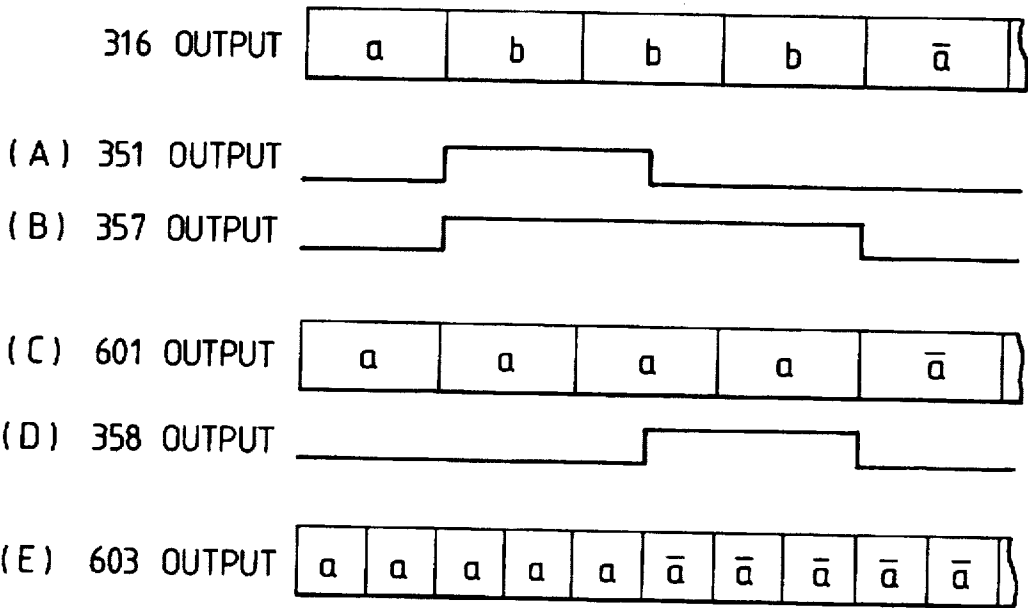 316 OUTPUT a b b b a̅
(A) 351 OUTPUT
(B) 357 OUTPUT
(C) 601 OUTPUT a a a a a̅
(D) 358 OUTPUT
(E) 603 OUTPUT a a a a a a̅ a̅ a̅ a̅ a̅